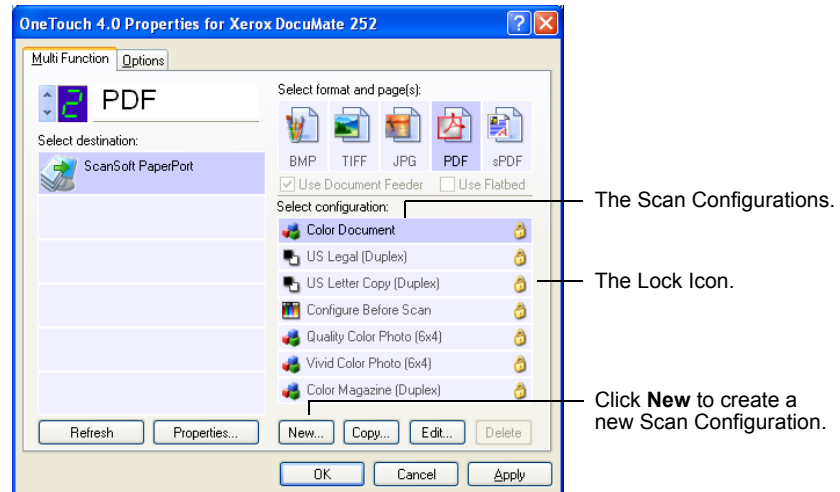 OneTouch 4.0 Properties for Xerox DocuMate 252
Multi Function
Options
2
PDF
Select destination:
ScanSoft PaperPort
Refresh
Properties...
Select format and page(s):
BMP
TIFF
JPG
PDF
sPDF
Use Document Feeder
Use Flatbed
Select configuration:
Color Document
US Legal (Duplex)
US Letter Copy (Duplex)
Configure Before Scan
Quality Color Photo (6x4)
Vivid Color Photo (6x4)
Color Magazine (Duplex)
New...
Copy...
Edit...
Delete
OK
Cancel
Apply
The Scan Configurations.
The Lock Icon.
Click New to create a
new Scan Configuration.